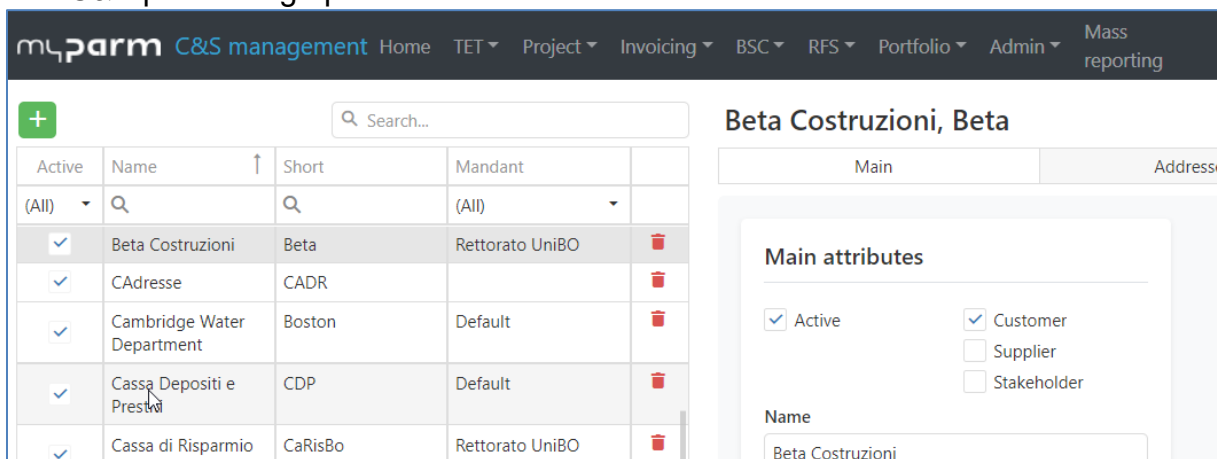 myparm C&S management Home TET Project Invoicing BSC RFS Portfolio Admin Mass reporting
+ Search...
Active Name Short Mandant
(All) (All)
Beta Costruzioni Beta Rettorato UniBO
CAdresse CADR
Cambridge Water Department Boston Default
Cassa Depositi e Prestiti CDP Default
Cassa di Risparmio CaRisBo Rettorato UniBO
Beta Costruzioni, Beta
Main
Main attributes
Active
Customer
Supplier
Stakeholder
Name
Beta Costruzioni